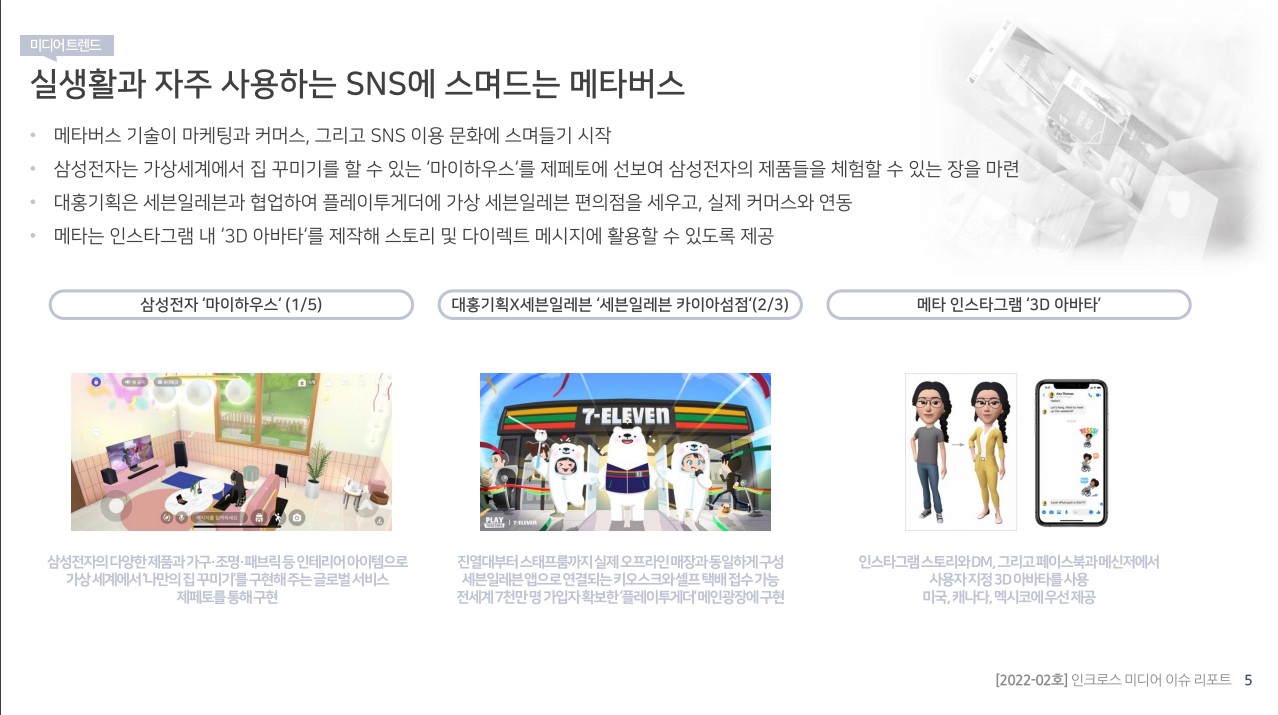 미디어트렌드
실생활과 자주 사용하는 SNS에 스며드는 메타버스
• 메타버스 기술이 마케팅과 커머스, 그리고 SNS 이용 문화에 스며들기 시작
• 삼성전자는 가상세계에서 집 꾸미기를 할 수 있는 ‘마이하우스‘를 제페토에 선보여 삼성전자의 제품들을 체험할 수 있는 장을 마련
• 대홍기획은 세븐일레븐과 협업하여 플레이투게더에 가상 세븐일레븐 편의점을 세우고, 실제 커머스와 연동
• 메타는 인스타그램 내 ‘3D 아바타‘를 제작해 스토리 및 다이렉트 메시지에 활용할 수 있도록 제공
삼성전자 ‘마이하우스‘ (1/5)
대홍기획X세븐일레븐 ‘세븐일레븐 카이아섬점‘(2/3)
메타 인스타그램 ‘3D 아바타‘
7-ELEVEN
PLAY TOGETHER | 7-ELEVEN
삼성전자의 다양한 제품과 가구·조명·패브릭 등 인테리어 아이템으로
가상 세계에서 ‘나만의 집 꾸미기’를 구현해 주는 글로벌 서비스
제페토를 통해 구현
진열대부터 스태프룸까지 실제 오프라인 매장과 동일하게 구성
세븐일레븐 앱으로 연결되는 키오스크와 셀프 택배 접수 가능
전세계 7천만 명 가입자 확보한 ‘플레이투게더’ 메인광장에 구현
인스타그램 스토리와 DM, 그리고 페이스북과 메신저에서
사용자 지정 3D 아바타를 사용
미국, 캐나다, 멕시코에 우선 제공
[2022-02호] 인크로스 미디어 이슈 리포트 5